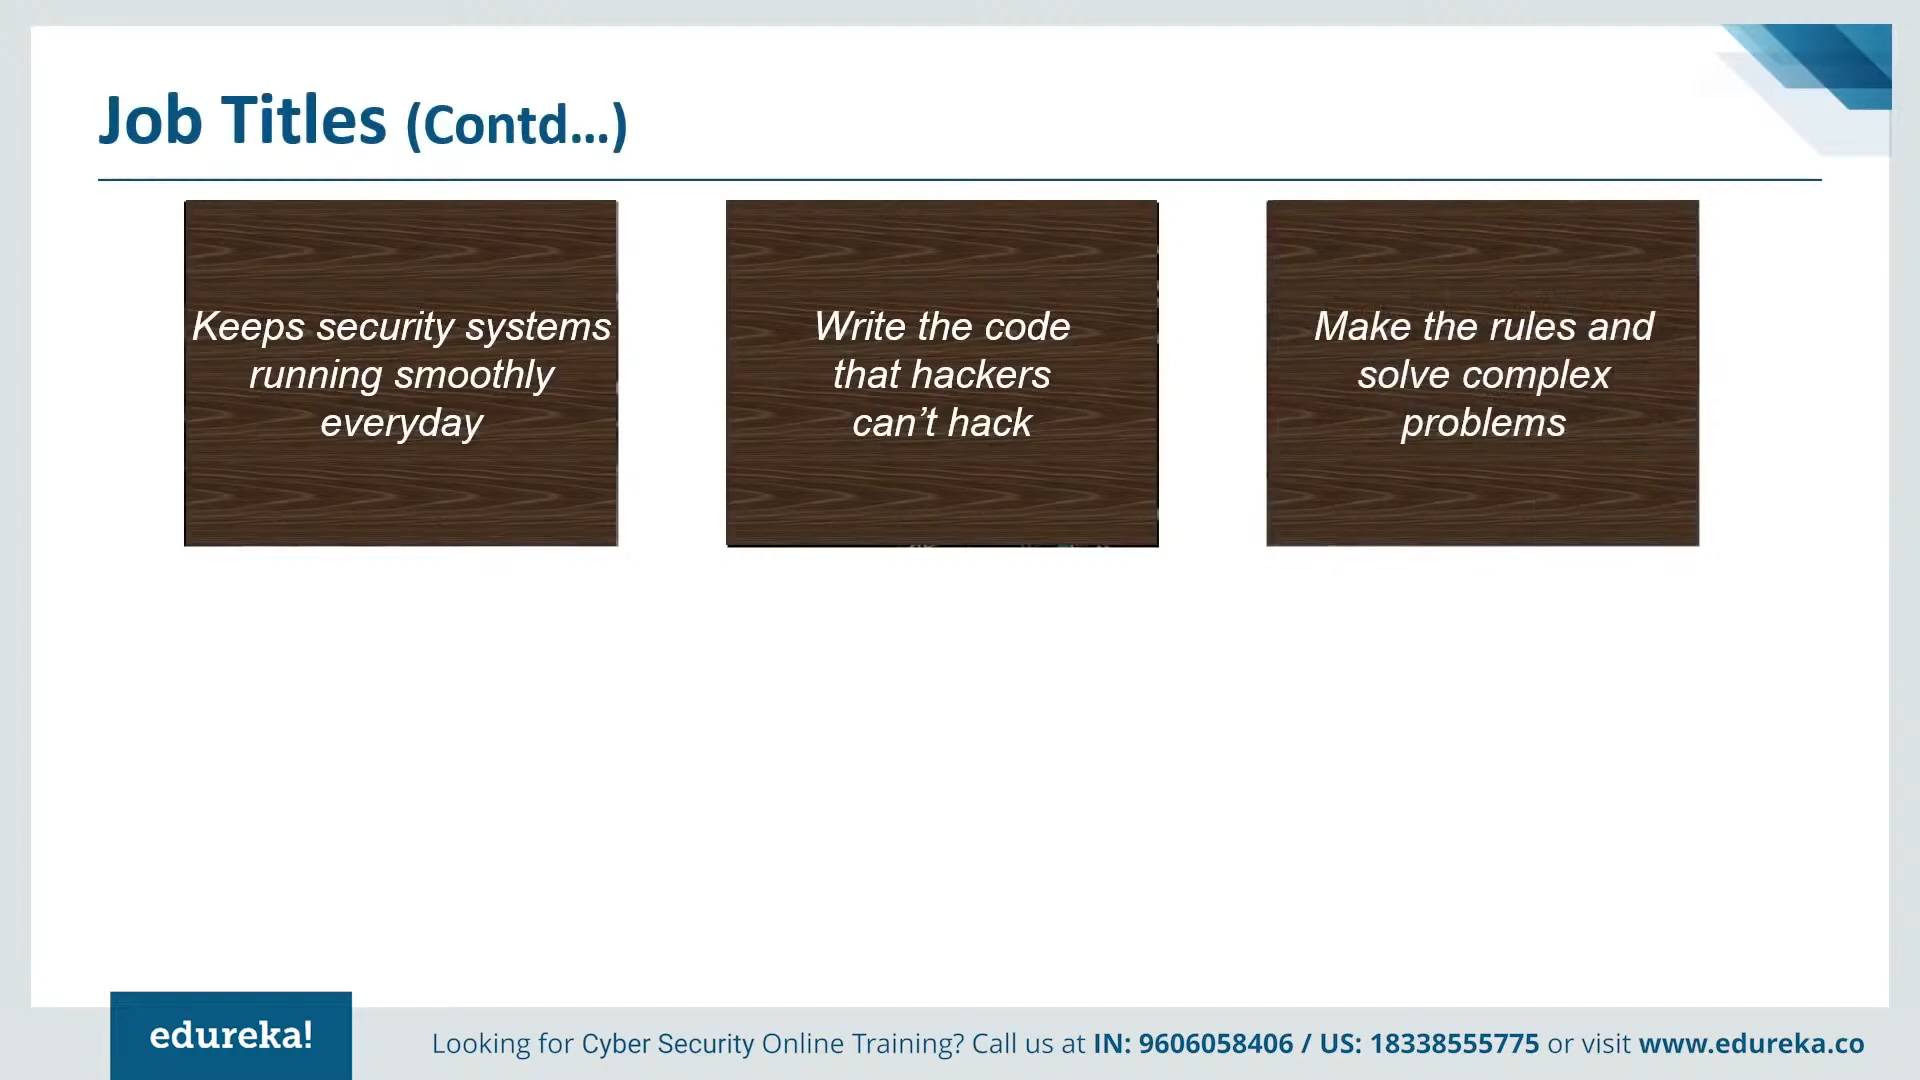 Job Titles (Contd...)
Keeps security systems
running smoothly
everyday
Write the code
that hackers
can't hack
Make the rules and
solve complex
problems
edureka!
Looking for Cyber Security Online Training? Call us at IN: 9606058406 / US: 18338555775 or visit www.edureka.co